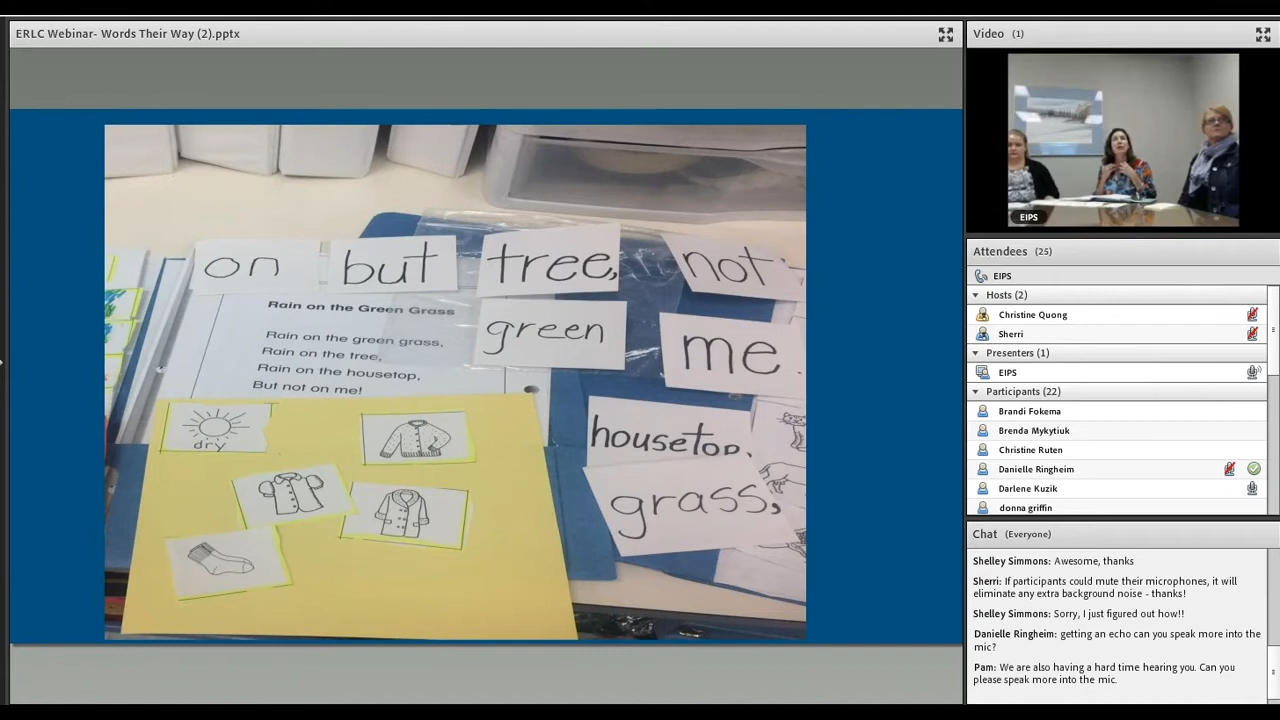 ERLC Webinar- Words Their Way (2).pptx
on but tree, not
Rain on the Green Grass
green
me.
Rain on the green grass,
Rain on the tree,
Rain on the housetop,
But not on me!
dry
housetop,
grass,
Video (1)
EIPS
Attendees (25)
EIPS
Hosts (2)
Christine Quong
Sherri
Presenters (1)
EIPS
Participants (22)
Brandi Fokema
Brenda Mykytiuk
Christine Ruten
Danielle Ringheim
Darlene Kuzik
donna griffin
Chat (Everyone)
Shelley Simmons: Awesome, thanks
Sherri: If participants could mute their microphones, it will
eliminate any extra background noise - thanks!
Shelley Simmons: Sorry, I just figured out how!!
Danielle Ringheim: getting an echo can you speak more into the
mic?
Pam: We are also having a hard time hearing you. Can you
please speak more into the mic.